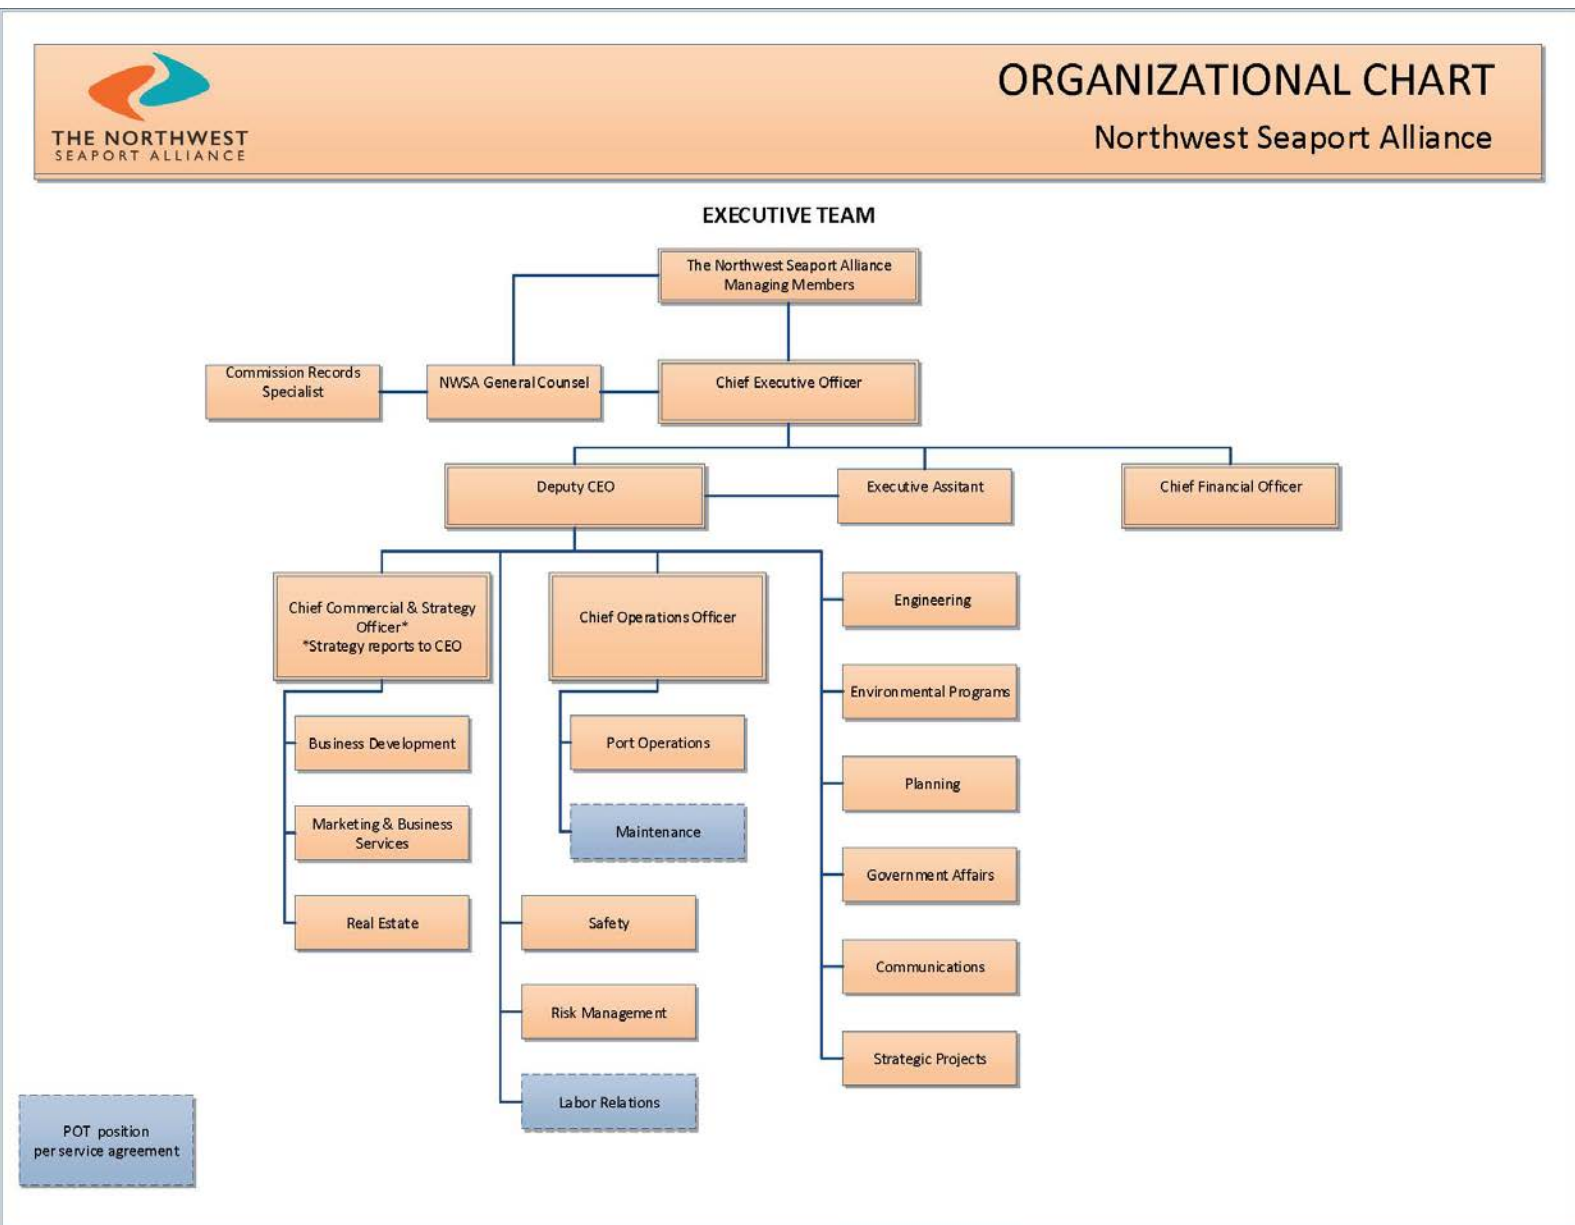 THE NORTHWEST
SEAPORT ALLIANCE
ORGANIZATIONAL CHART
Northwest Seaport Alliance
EXECUTIVE TEAM
The Northwest Seaport Alliance
Managing Members
Commission Records
Specialist
NWSA General Counsel
Chief Executive Officer
Deputy CEO
Executive Assitant
Chief Financial Officer
Chief Commercial & Strategy
Officer*
*Strategy reports to CEO
Chief Operations Officer
Engineering
Environmental Programs
Business Development
Port Operations
Planning
Marketing & Business
Services
Maintenance
Government Affairs
Real Estate
Safety
Communications
Risk Management
Strategic Projects
Labor Relations
POT position
per service agreement